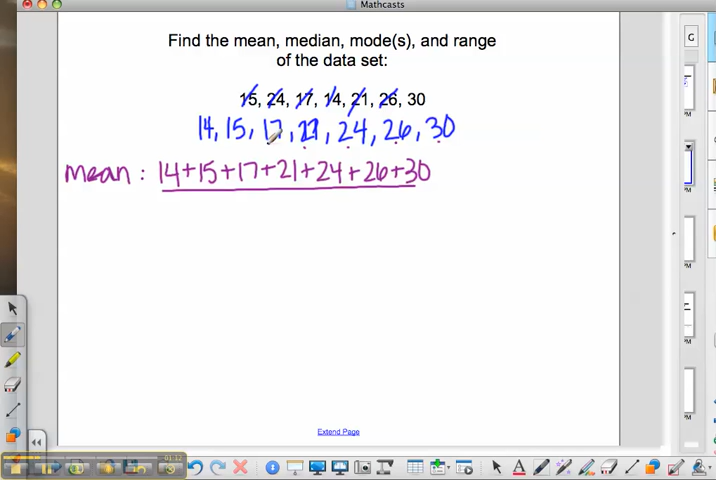 Mathcasts
Find the mean, median, mode(s), and range
of the data set:
15, 24, 17, 14, 21, 26, 30
14, 15, 17, 21, 24, 26, 30
mean: 14+15+17+21+24+26+30
Extend Page